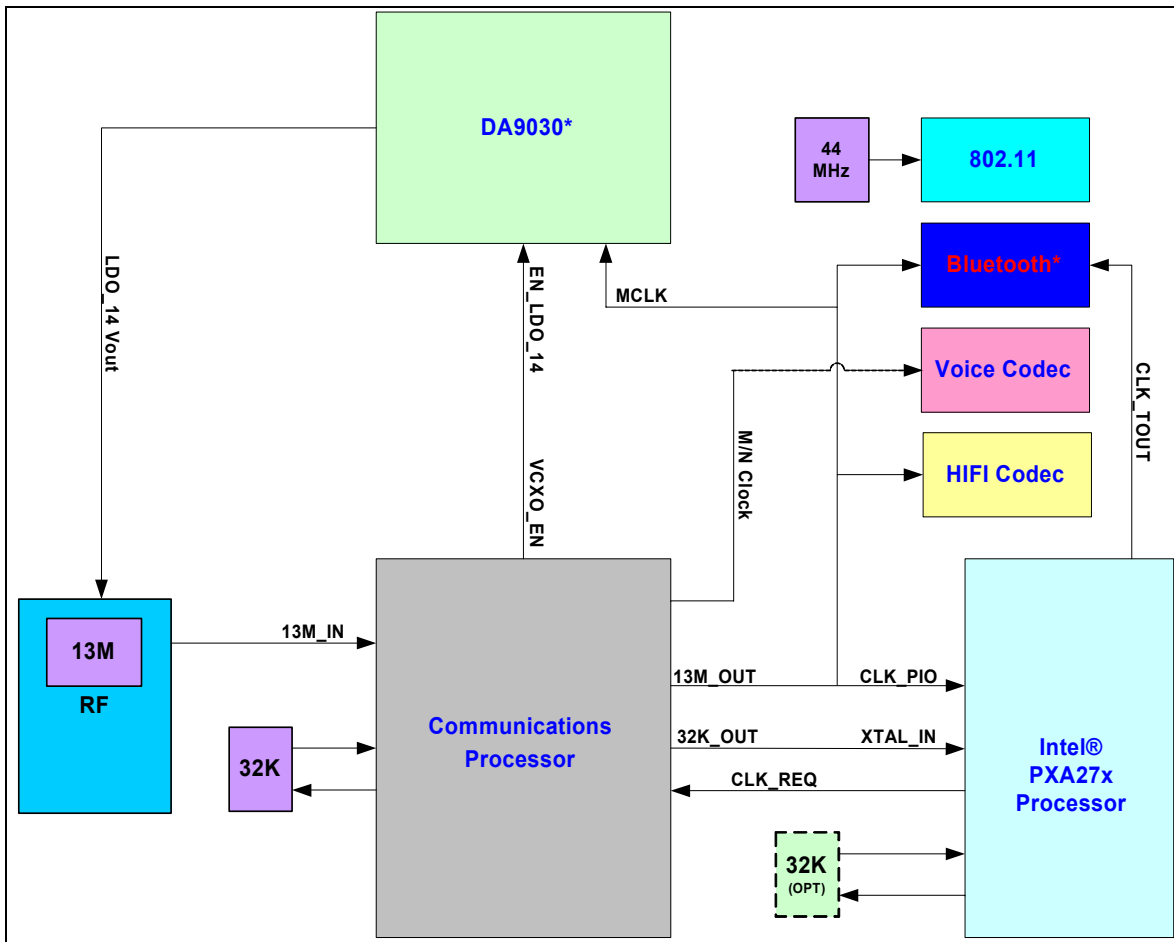 DA9030*
44
MHz
802.11
Bluetooth*
MCLK
LDO_14 Vout
EN_LDO_14
VCXO_EN
Voice Codec
CLK_TOUT
M/N Clock
HIFI Codec
13M
RF
13M_IN
13M_OUT
CLK_PIO
Communications
Processor
32K_OUT
XTAL_IN
32K
CLK_REQ
Intel®
PXA27x
Processor
32K
(OPT)